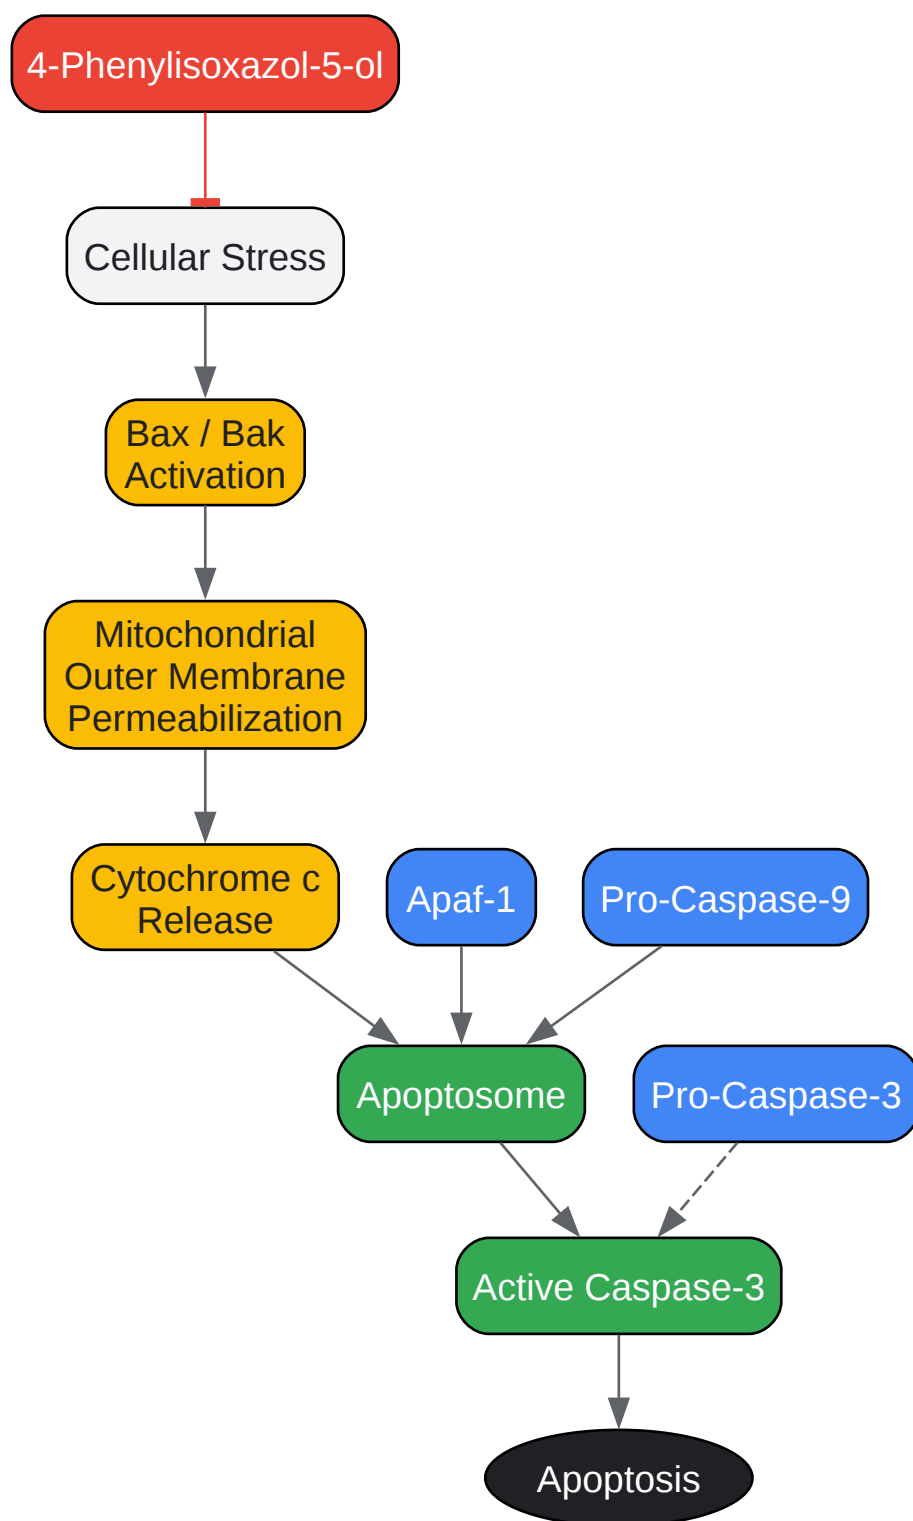 4-Phenylisoxazol-5-ol
Cellular Stress
Bax / Bak
Activation
Mitochondrial
Outer Membrane
Permeabilization
Cytochrome c
Release
Apaf-1
Pro-Caspase-9
Apoptosome
Pro-Caspase-3
Active Caspase-3
Apoptosis